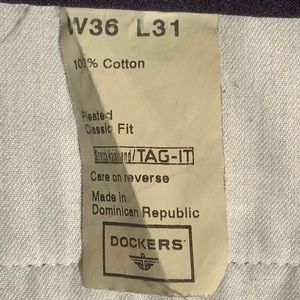 W36 L31
100% Cotton
Pleated
Classic Fit
/TAG-IT
Care on reverse
Made in
Dominican Republic
DOCKERS®